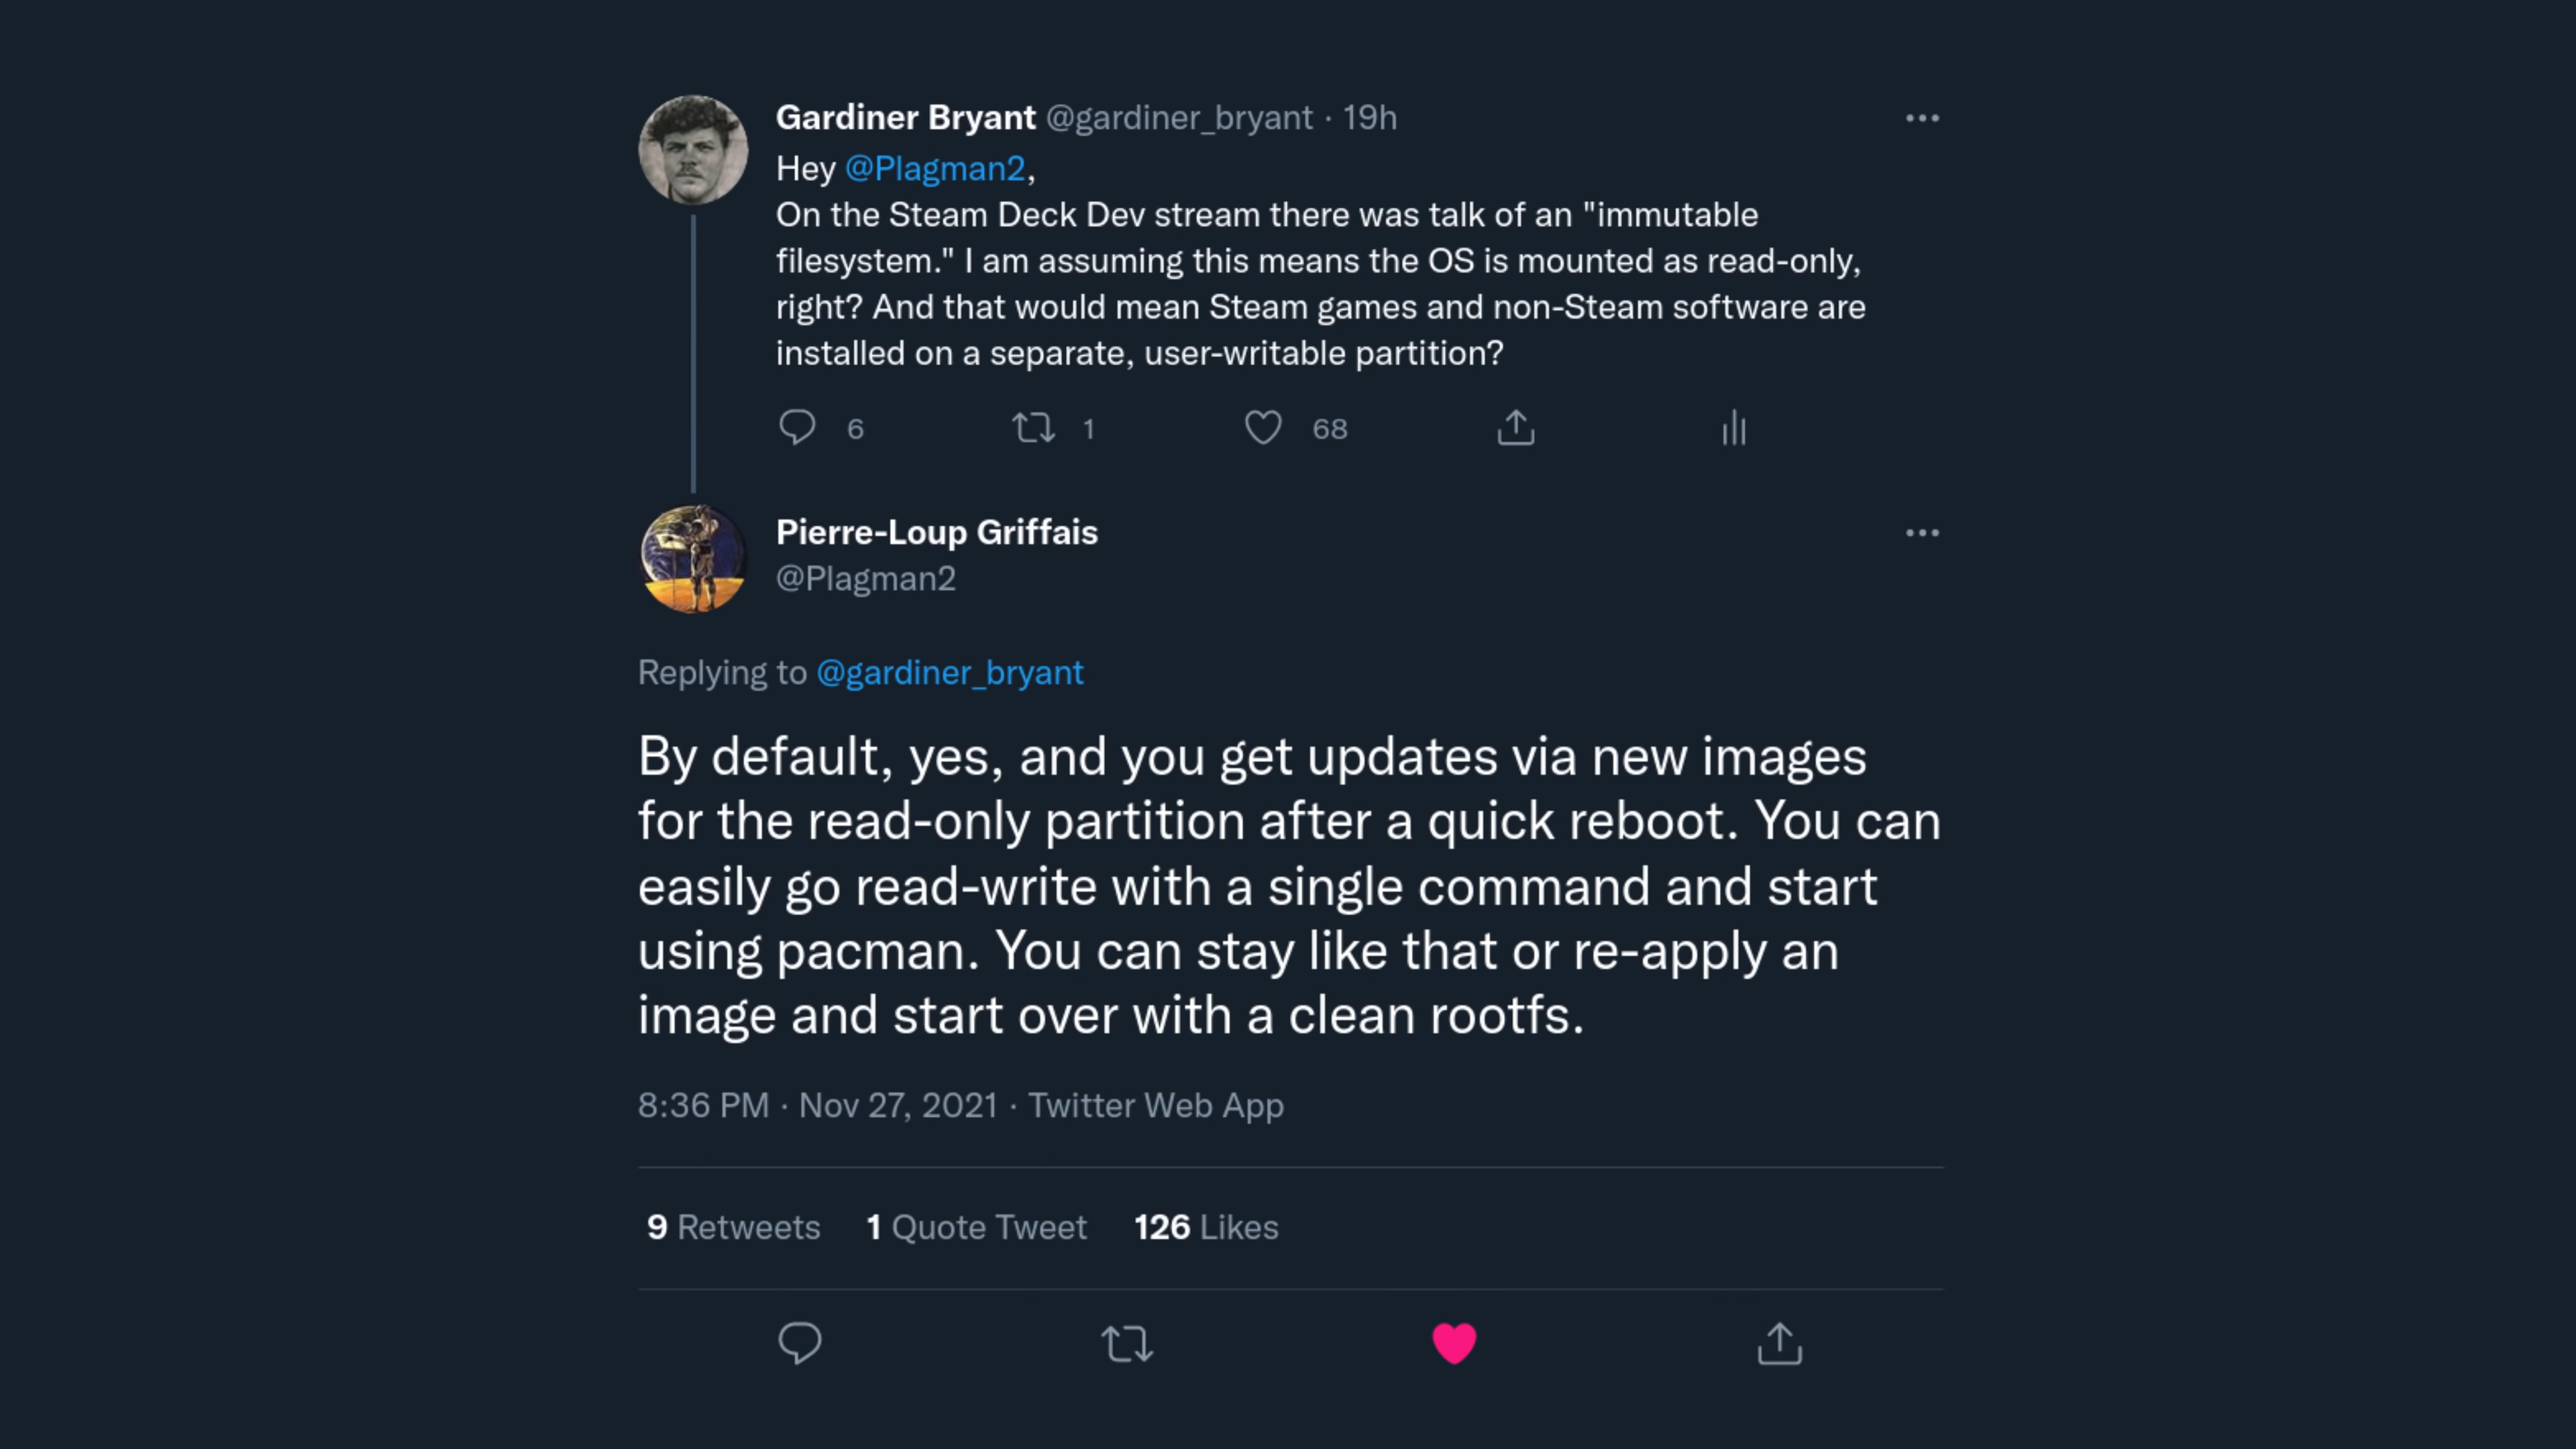 Gardiner Bryant @gardiner_bryant · 19h
Hey @Plagman2,
On the Steam Deck Dev stream there was talk of an "immutable
filesystem." I am assuming this means the OS is mounted as read-only,
right? And that would mean Steam games and non-Steam software are
installed on a separate, user-writable partition?
6 1 68
Pierre-Loup Griffais
@Plagman2
Replying to @gardiner_bryant
By default, yes, and you get updates via new images
for the read-only partition after a quick reboot. You can
easily go read-write with a single command and start
using pacman. You can stay like that or re-apply an
image and start over with a clean rootfs.
8:36 PM · Nov 27, 2021 · Twitter Web App
9 Retweets 1 Quote Tweet 126 Likes